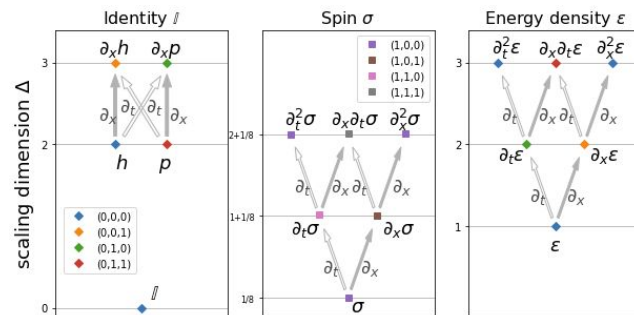 Identity 𝕀
scaling dimension Δ
3
2
1
0
∂ₓh
∂ₓp
∂ₓ
∂ₜ
∂ₜ
∂ₓ
h
p
(0,0,0)
(0,0,1)
(0,1,0)
(0,1,1)
𝕀
Spin σ
(1,0,0)
(1,0,1)
(1,1,0)
(1,1,1)
2+1/8
1+1/8
1/8
∂ₜ²σ
∂ₓ∂ₜσ
∂ₓ²σ
∂ₜ
∂ₓ
∂ₜ
∂ₓ
∂ₜσ
∂ₓσ
∂ₜ
∂ₓ
σ
Energy density ε
3
2
1
∂ₜ²ε
∂ₓ∂ₜε
∂ₓ²ε
∂ₜ
∂ₓ
∂ₜ
∂ₓ
∂ₜε
∂ₓε
∂ₜ
∂ₓ
ε